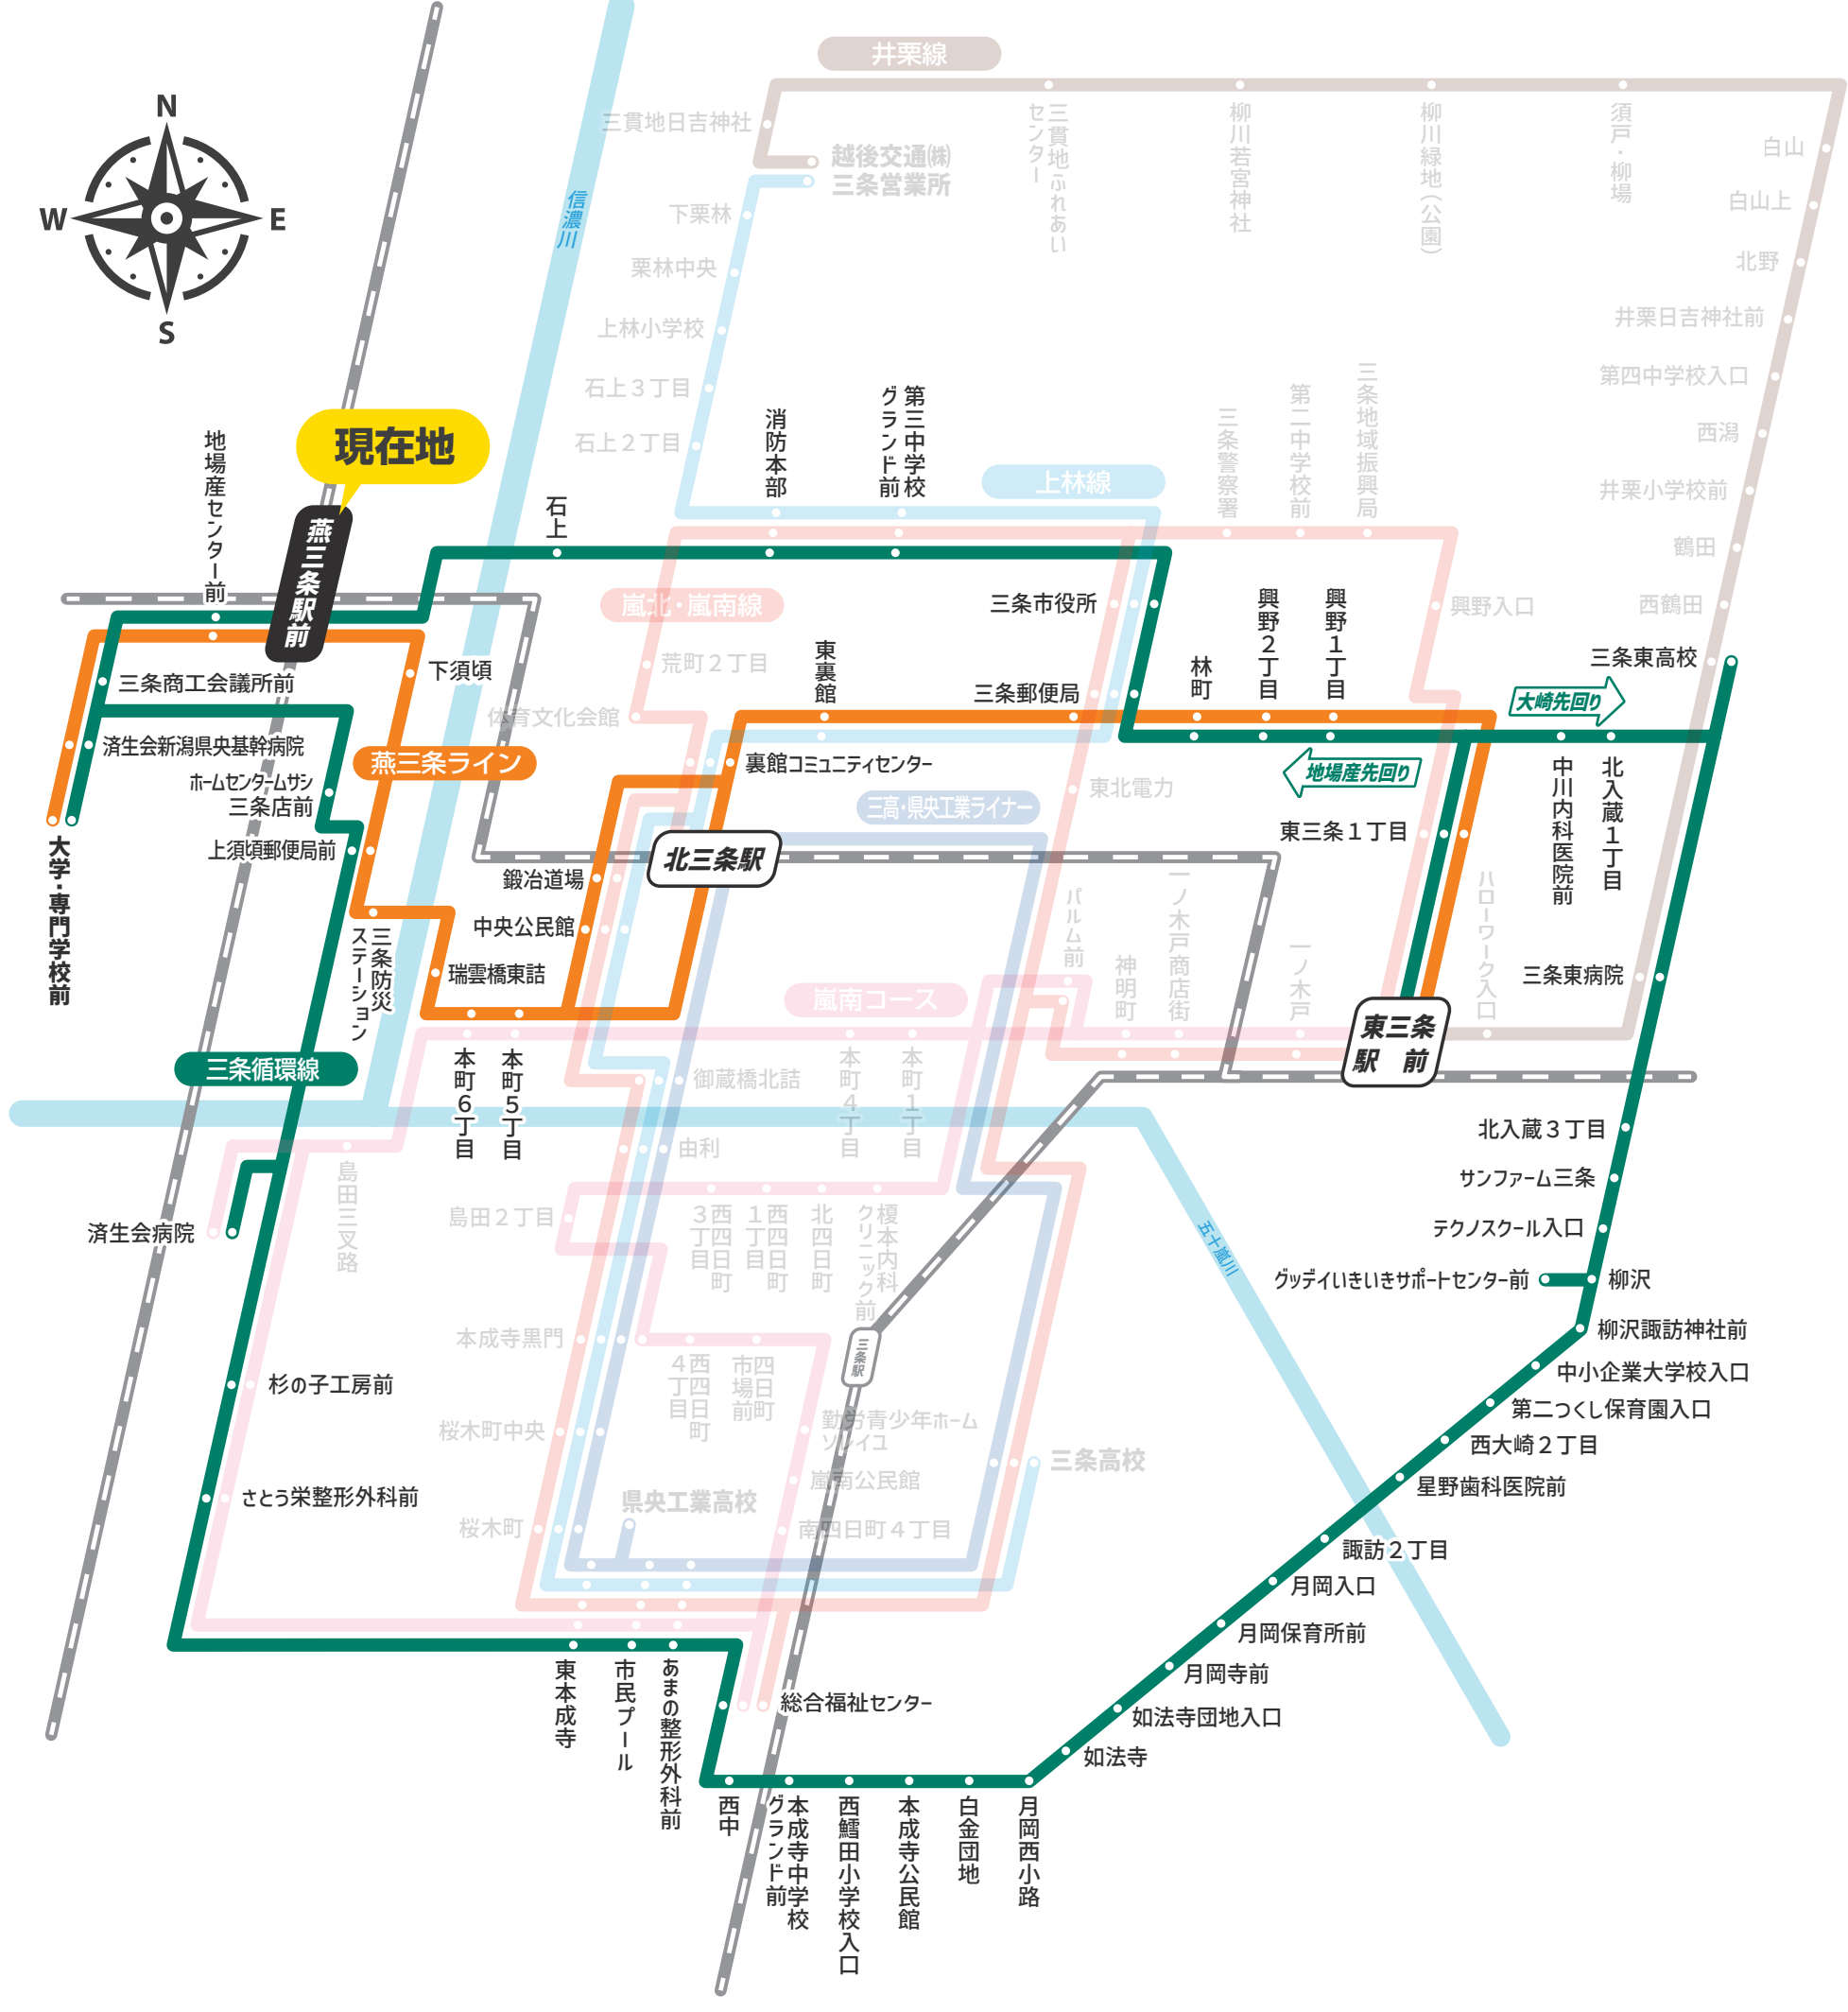 井栗線
三貫地日吉神社
越後交通㈱
三条営業所
三貫地ふれあい
センター
柳川若宮神社
柳川緑地(公園)
須戸・柳場
白山
白山上
北野
井栗日吉神社前
第四中学校入口
西潟
井栗小学校前
鶴田
西鶴田
N
W
E
S
信濃川
下栗林
栗林中央
上林小学校
石上3丁目
石上2丁目
現在地
燕三条駅前
地場産センター前
石上
消防本部
第三中学校
グランド前
上林線
三条警察署
第二中学校前
三条地域振興局
嵐北・嵐南線
三条市役所
興野2丁目
興野1丁目
興野入口
三条東高校
三条商工会議所前
下須頃
荒町2丁目
体育文化会館
東裏館
三条郵便局
林町
大崎先回り
済生会新潟県央基幹病院
燕三条ライン
裏館コミュニティセンター
地場産先回り
ホームセンタームサシ
三条店前
三高・県央工業ライナー
東北電力
東三条1丁目
中川内科医院前
北入蔵1丁目
上須頃郵便局前
大学・専門学校前
北三条駅
鍛冶道場
中央公民館
三条防災
ステーション
瑞雲橋東詰
パルム前
神明町
一ノ木戸商店街
一ノ木戸
ハローワーク入口
三条東病院
嵐南コース
東三条
駅 前
三条循環線
本町6丁目
本町5丁目
御蔵橋北詰
本町4丁目
本町1丁目
由利
北入蔵3丁目
サンファーム三条
テクノスクール入口
済生会病院
島田三叉路
島田2丁目
西四日町
3丁目
西四日町
1丁目
北四日町
榎本内科
クリニック前
五十嵐川
グッデイいきいきサポートセンター前
柳沢
柳沢諏訪神社前
本成寺黒門
三条駅
西四日町
4丁目
四日町
市場前
杉の子工房前
中小企業大学校入口
第二つくし保育園入口
桜木町中央
勤労青少年ホーム
ソレイユ
三条高校
西大崎2丁目
嵐南公民館
星野歯科医院前
さとう栄整形外科前
県央工業高校
桜木町
南四日町4丁目
諏訪2丁目
月岡入口
月岡保育所前
月岡寺前
東本成寺
市民プール
あまの整形外科前
総合福祉センター
如法寺団地入口
如法寺
西中
本成寺中学校
グランド前
西鱈田小学校入口
本成寺公民館
白金団地
月岡西小路